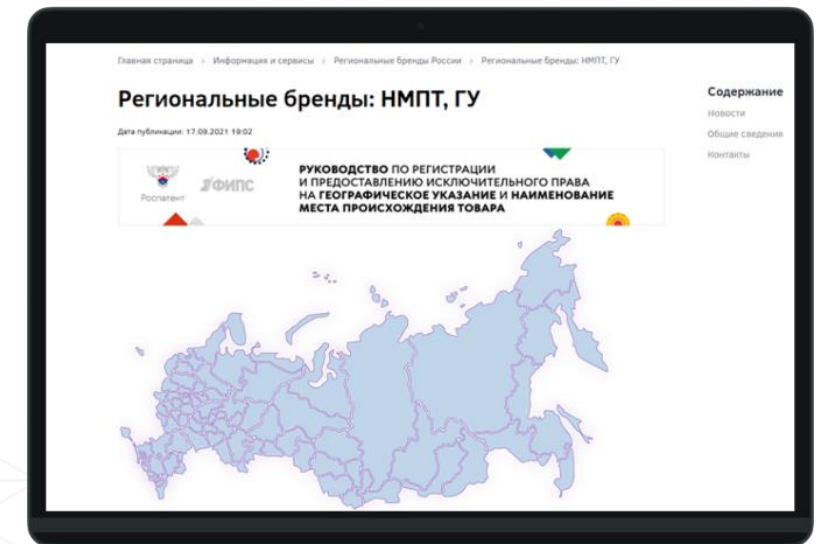 Главная страница > Информация и сервисы > Региональные бренды России > Региональные бренды: НМПТ, ГУ
Региональные бренды: НМПТ, ГУ
Дата публикации: 17.09.2021 19:02
Содержание
Новости
Общие сведения
Контакты
Роспатент
ФИПС
РУКОВОДСТВО ПО РЕГИСТРАЦИИ
И ПРЕДОСТАВЛЕНИЮ ИСКЛЮЧИТЕЛЬНОГО ПРАВА
НА ГЕОГРАФИЧЕСКОЕ УКАЗАНИЕ И НАИМЕНОВАНИЕ
МЕСТА ПРОИСХОЖДЕНИЯ ТОВАРА